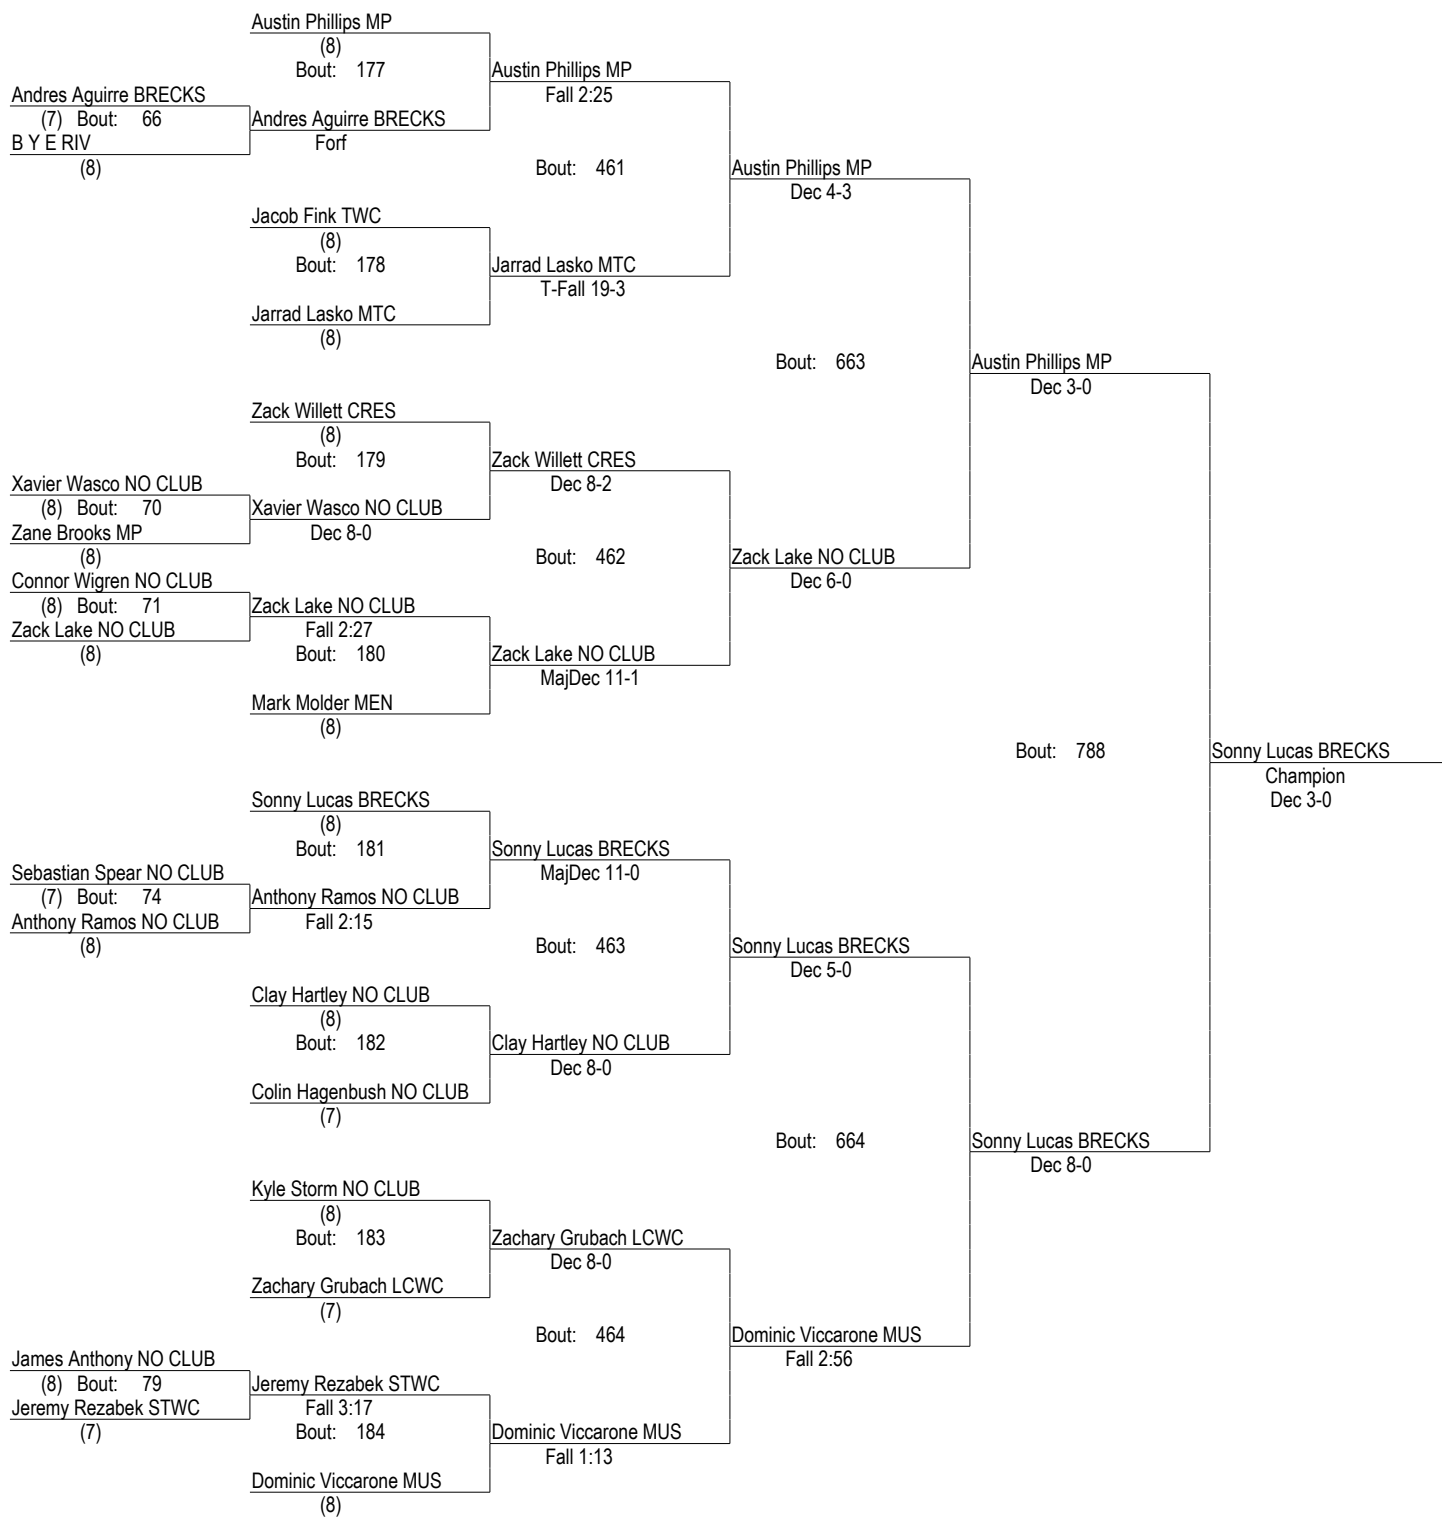 Austin Phillips MP
(8)
Bout: 177
Austin Phillips MP
Andres Aguirre BRECKS
Fall 2:25
(7) Bout: 66
Andres Aguirre BRECKS
B Y E RIV
Forf
(8)
Bout: 461
Austin Phillips MP
Dec 4-3
Jacob Fink TWC
(8)
Bout: 178
Jarrad Lasko MTC
T-Fall 19-3
Jarrad Lasko MTC
(8)
Bout: 663
Austin Phillips MP
Dec 3-0
Zack Willett CRES
(8)
Bout: 179
Zack Willett CRES
Xavier Wasco NO CLUB
Dec 8-2
(8) Bout: 70
Xavier Wasco NO CLUB
Zane Brooks MP
Dec 8-0
(8)
Bout: 462
Zack Lake NO CLUB
Connor Wigren NO CLUB
Dec 6-0
(8) Bout: 71
Zack Lake NO CLUB
Zack Lake NO CLUB
Fall 2:27
(8)
Bout: 180
Zack Lake NO CLUB
MajDec 11-1
Mark Molder MEN
(8)
Bout: 788
Sonny Lucas BRECKS
Champion
Dec 3-0
Sonny Lucas BRECKS
(8)
Bout: 181
Sonny Lucas BRECKS
Sebastian Spear NO CLUB
MajDec 11-0
(7) Bout: 74
Anthony Ramos NO CLUB
Anthony Ramos NO CLUB
Fall 2:15
(8)
Bout: 463
Sonny Lucas BRECKS
Dec 5-0
Clay Hartley NO CLUB
(8)
Bout: 182
Clay Hartley NO CLUB
Dec 8-0
Colin Hagenbush NO CLUB
(7)
Bout: 664
Sonny Lucas BRECKS
Dec 8-0
Kyle Storm NO CLUB
(8)
Bout: 183
Zachary Grubach LCWC
Dec 8-0
Zachary Grubach LCWC
(7)
Bout: 464
Dominic Viccarone MUS
James Anthony NO CLUB
Fall 2:56
(8) Bout: 79
Jeremy Rezabek STWC
Jeremy Rezabek STWC
Fall 3:17
(7)
Bout: 184
Dominic Viccarone MUS
Fall 1:13
Dominic Viccarone MUS
(8)